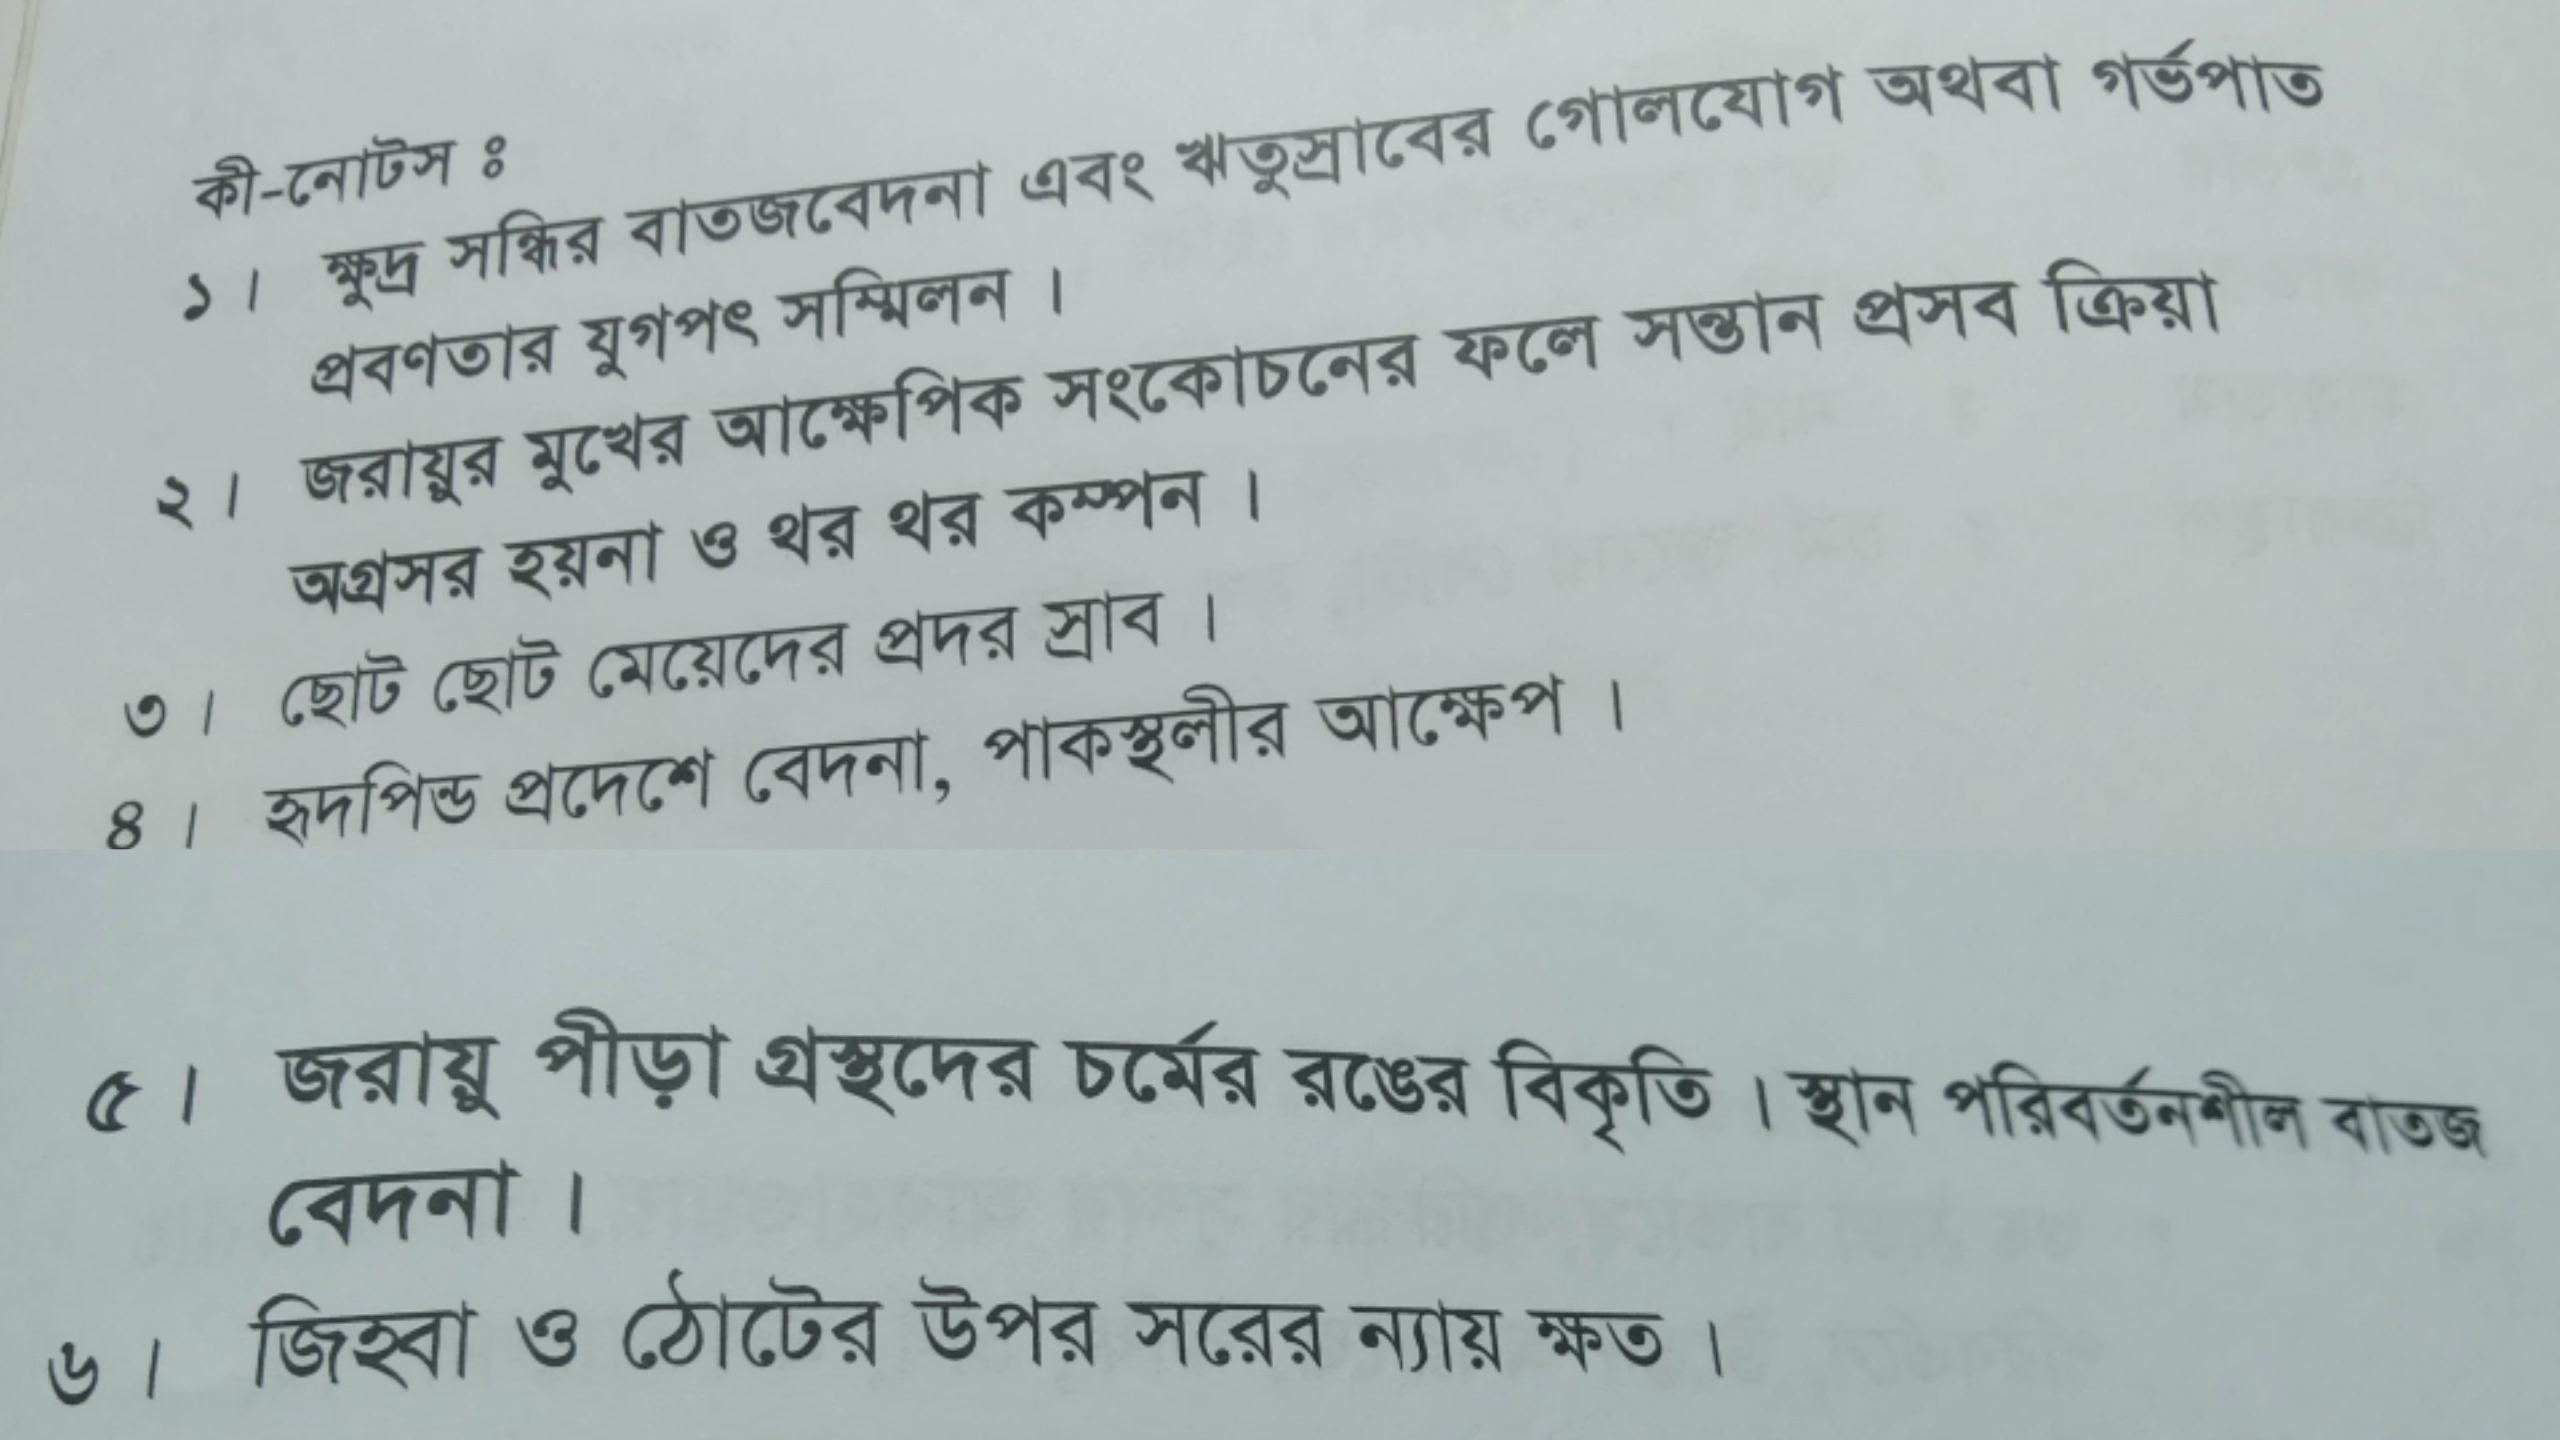 কী-নোটস ঃ
১। ক্ষুদ্র সন্ধির বাতজবেদনা এবং ঋতুস্রাবের গোলযোগ অথবা গর্ভপাত
প্রবণতার যুগপৎ সম্মিলন।
২। জরায়ুর মুখের আক্ষেপিক সংকোচনের ফলে সন্তান প্রসব ক্রিয়া
অগ্রসর হয়না ও থর থর কম্পন।
৩। ছোট ছোট মেয়েদের প্রদর স্রাব।
৪। হৃদপিন্ড প্রদেশে বেদনা, পাকস্থলীর আক্ষেপ।
৫। জরায়ু পীড়া গ্রস্থদের চর্মের রঙের বিকৃতি। স্থান পরিবর্তনশীল বাতজ
বেদনা।
৬। জিহবা ও ঠোটের উপর সরের ন্যায় ক্ষত।